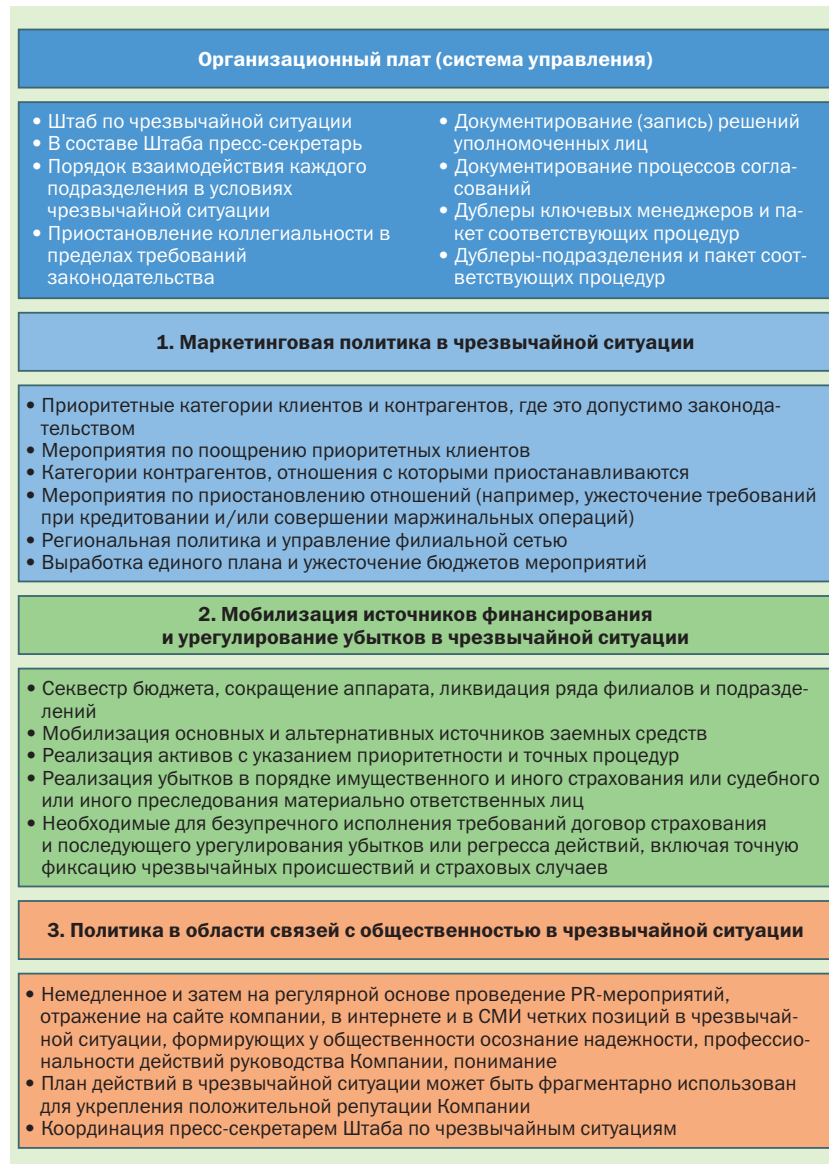 Организационный плат (система управления)
• Штаб по чрезвычайной ситуации
• В составе Штаба пресс-секретарь
• Порядок взаимодействия каждого
подразделения в условиях
чрезвычайной ситуации
• Приостановление коллегиальности в
пределах требований
законодательства
• Документирование (запись) решений
уполномоченных лиц
• Документирование процессов согла-
сований
• Дублеры ключевых менеджеров и па-
кет соответствующих процедур
• Дублеры-подразделения и пакет соот-
ветствующих процедур
1. Маркетинговая политика в чрезвычайной ситуации
• Приоритетные категории клиентов и контрагентов, где это допустимо законода-
тельством
• Мероприятия по поощрению приоритетных клиентов
• Категории контрагентов, отношения с которыми приостанавливаются
• Мероприятия по приостановлению отношений (например, ужесточение требований
при кредитовании и/или совершении маржинальных операций)
• Региональная политика и управление филиальной сетью
• Выработка единого плана и ужесточение бюджетов мероприятий
2. Мобилизация источников финансирования
и урегулирование убытков в чрезвычайной ситуации
• Секвестр бюджета, сокращение аппарата, ликвидация ряда филиалов и подразде-
лений
• Мобилизация основных и альтернативных источников заемных средств
• Реализация активов с указанием приоритетности и точных процедур
• Реализация убытков в порядке имущественного и иного страхования или судебного
или иного преследования материально ответственных лиц
• Необходимые для безупречного исполнения требований договор страхования
и последующего урегулирования убытков или регресса действий, включая точную
фиксацию чрезвычайных происшествий и страховых случаев
3. Политика в области связей с общественностью в чрезвычайной ситуации
• Немедленное и затем на регулярной основе проведение PR-мероприятий,
отражение на сайте компании, в интернете и в СМИ четких позиций в чрезвычай-
ной ситуации, формирующих у общественности осознание надежности, професси-
ональности действий руководства Компании, понимание
• План действий в чрезвычайной ситуации может быть фрагментарно использован
для укрепления положительной репутации Компании
• Координация пресс-секретарем Штаба по чрезвычайным ситуациям